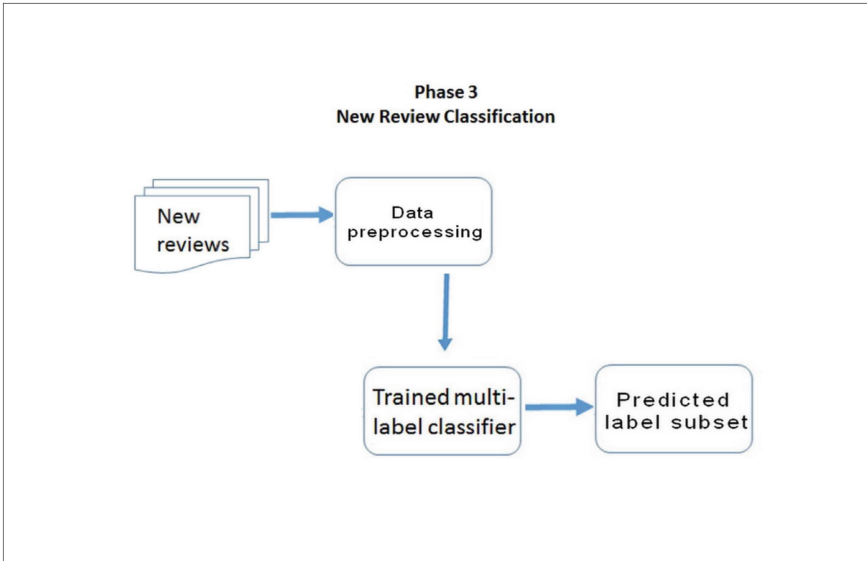 Phase 3
New Review Classification
New
reviews
Data
preprocessing
Trained multi-
label classifier
Predicted
label subset